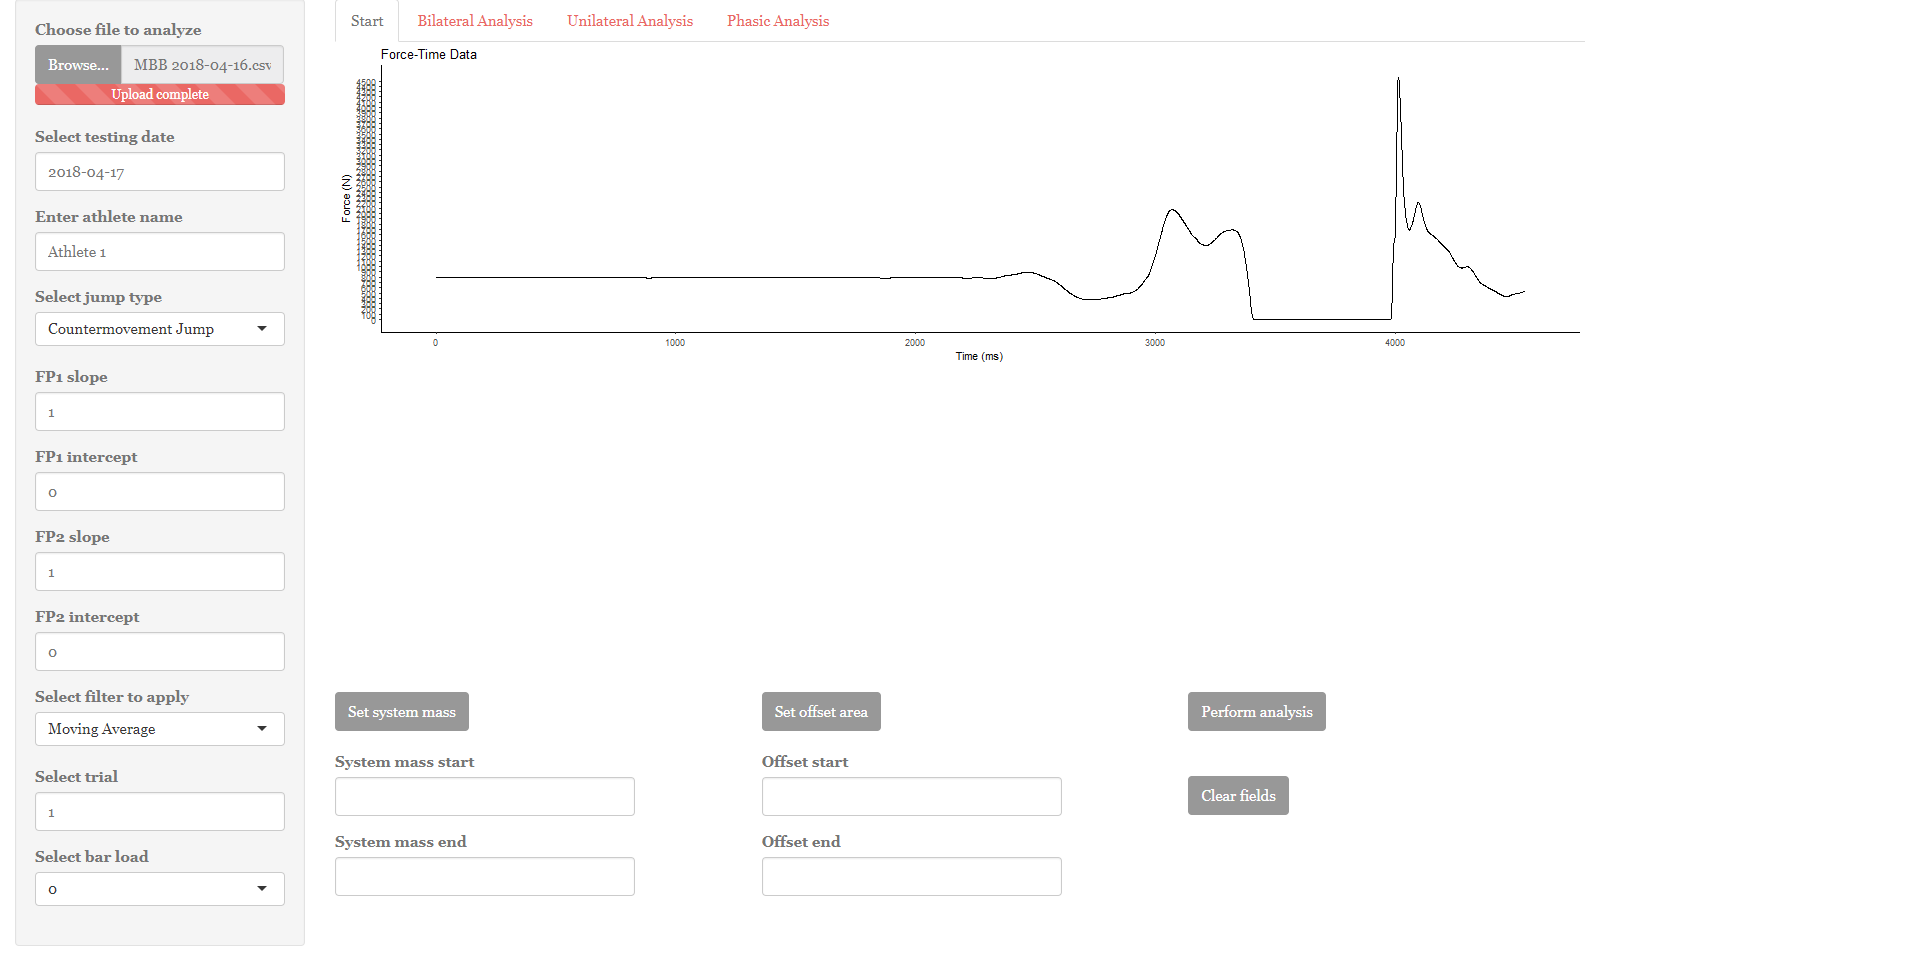 Choose file to analyze
Browse... MBB 2018-04-16.csv
Upload complete
Select testing date
2018-04-17
Enter athlete name
Athlete 1
Select jump type
Countermovement Jump
FP1 slope
1
FP1 intercept
0
FP2 slope
1
FP2 intercept
0
Select filter to apply
Moving Average
Select trial
1
Select bar load
0
Start Bilateral Analysis Unilateral Analysis Phasic Analysis
Force-Time Data
Force (N)
4500
100
0
0 1000 2000 3000 4000
Time (ms)
Set system mass Set offset area Perform analysis
System mass start Offset start
Clear fields
System mass end Offset end